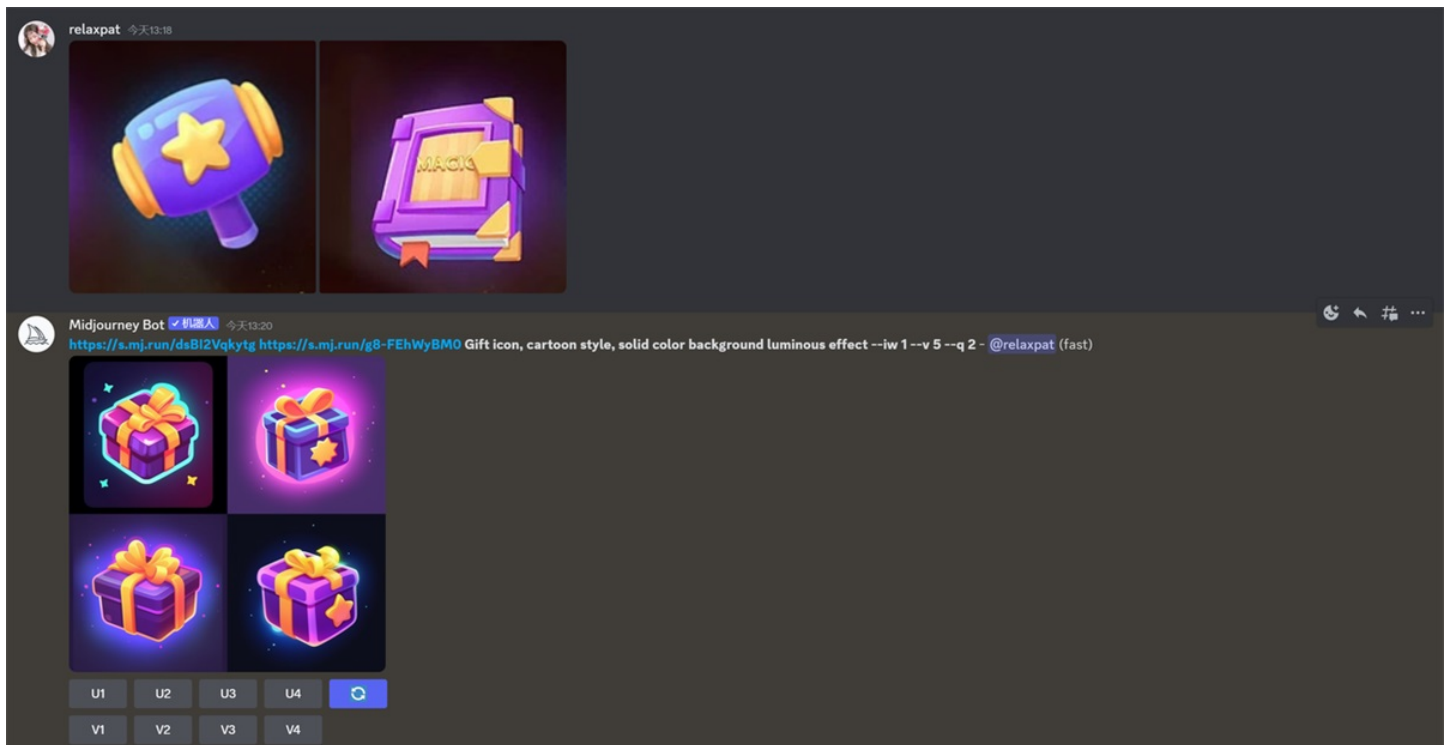 relaxpat 今天13:18
MAGIC
Midjourney Bot ✓机器人 今天13:20
https://s.mj.run/dsBI2Vqkytg https://s.mj.run/g8-FEhWyBM0 Gift icon, cartoon style, solid color background luminous effect --iw 1 --v 5 --q 2 - @relaxpat (fast)
U1 U2 U3 U4
V1 V2 V3 V4